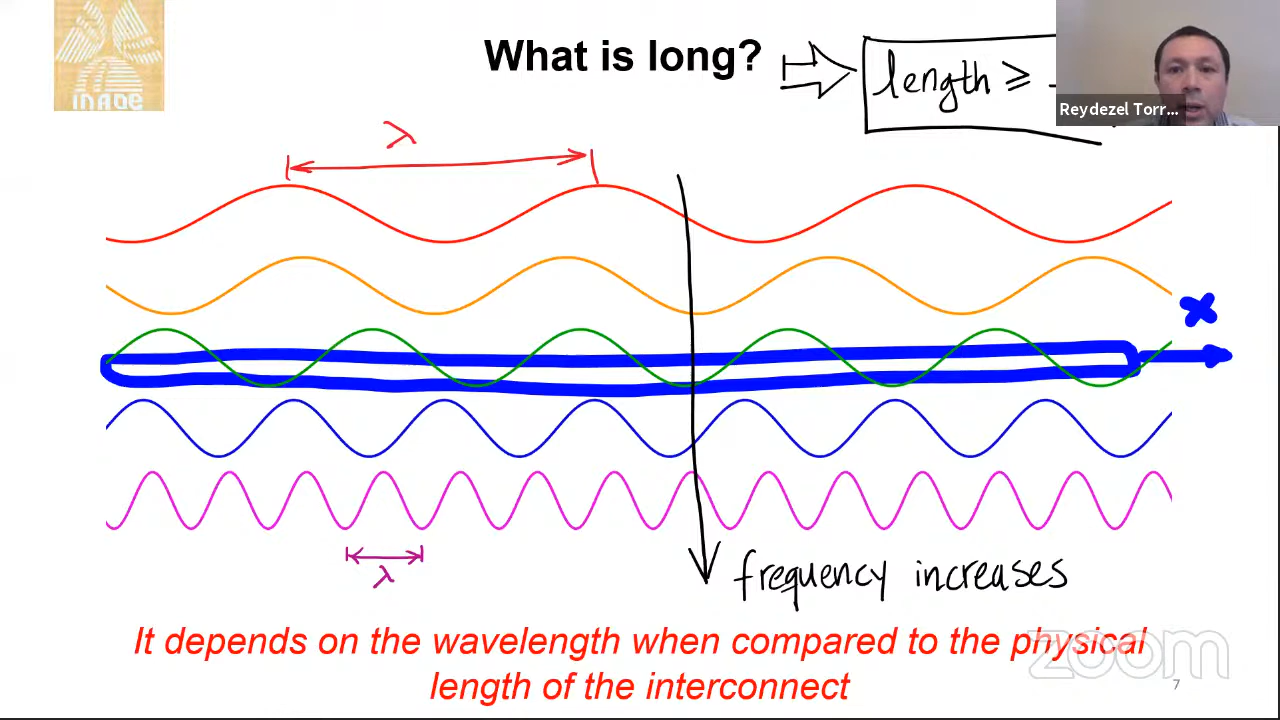 INAOE
What is long?
length ≥
Reydezel Torr...
λ
x
λ
frequency increases
It depends on the wavelength when compared to the physical
length of the interconnect
zoom
7